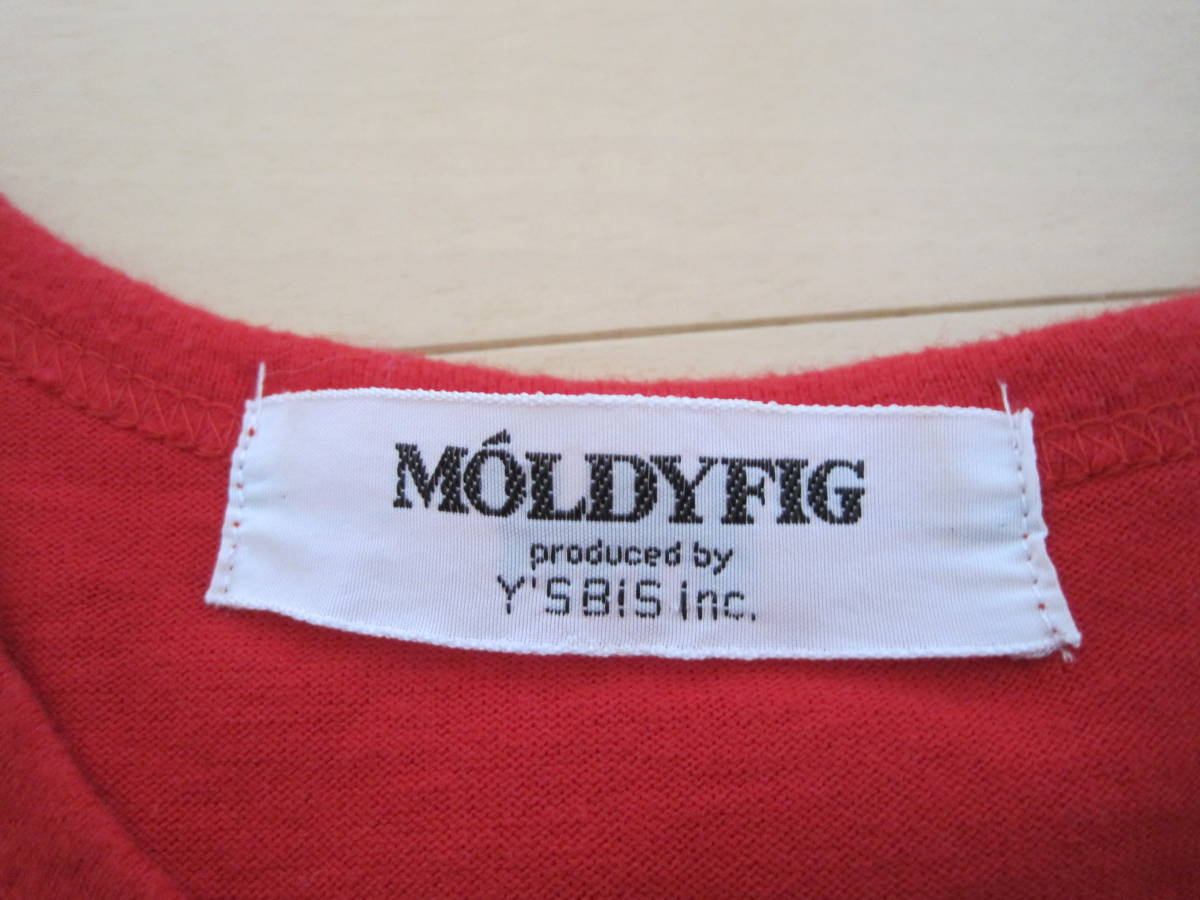 MÓLDYFIG
produced by
Y'SBIS inc.